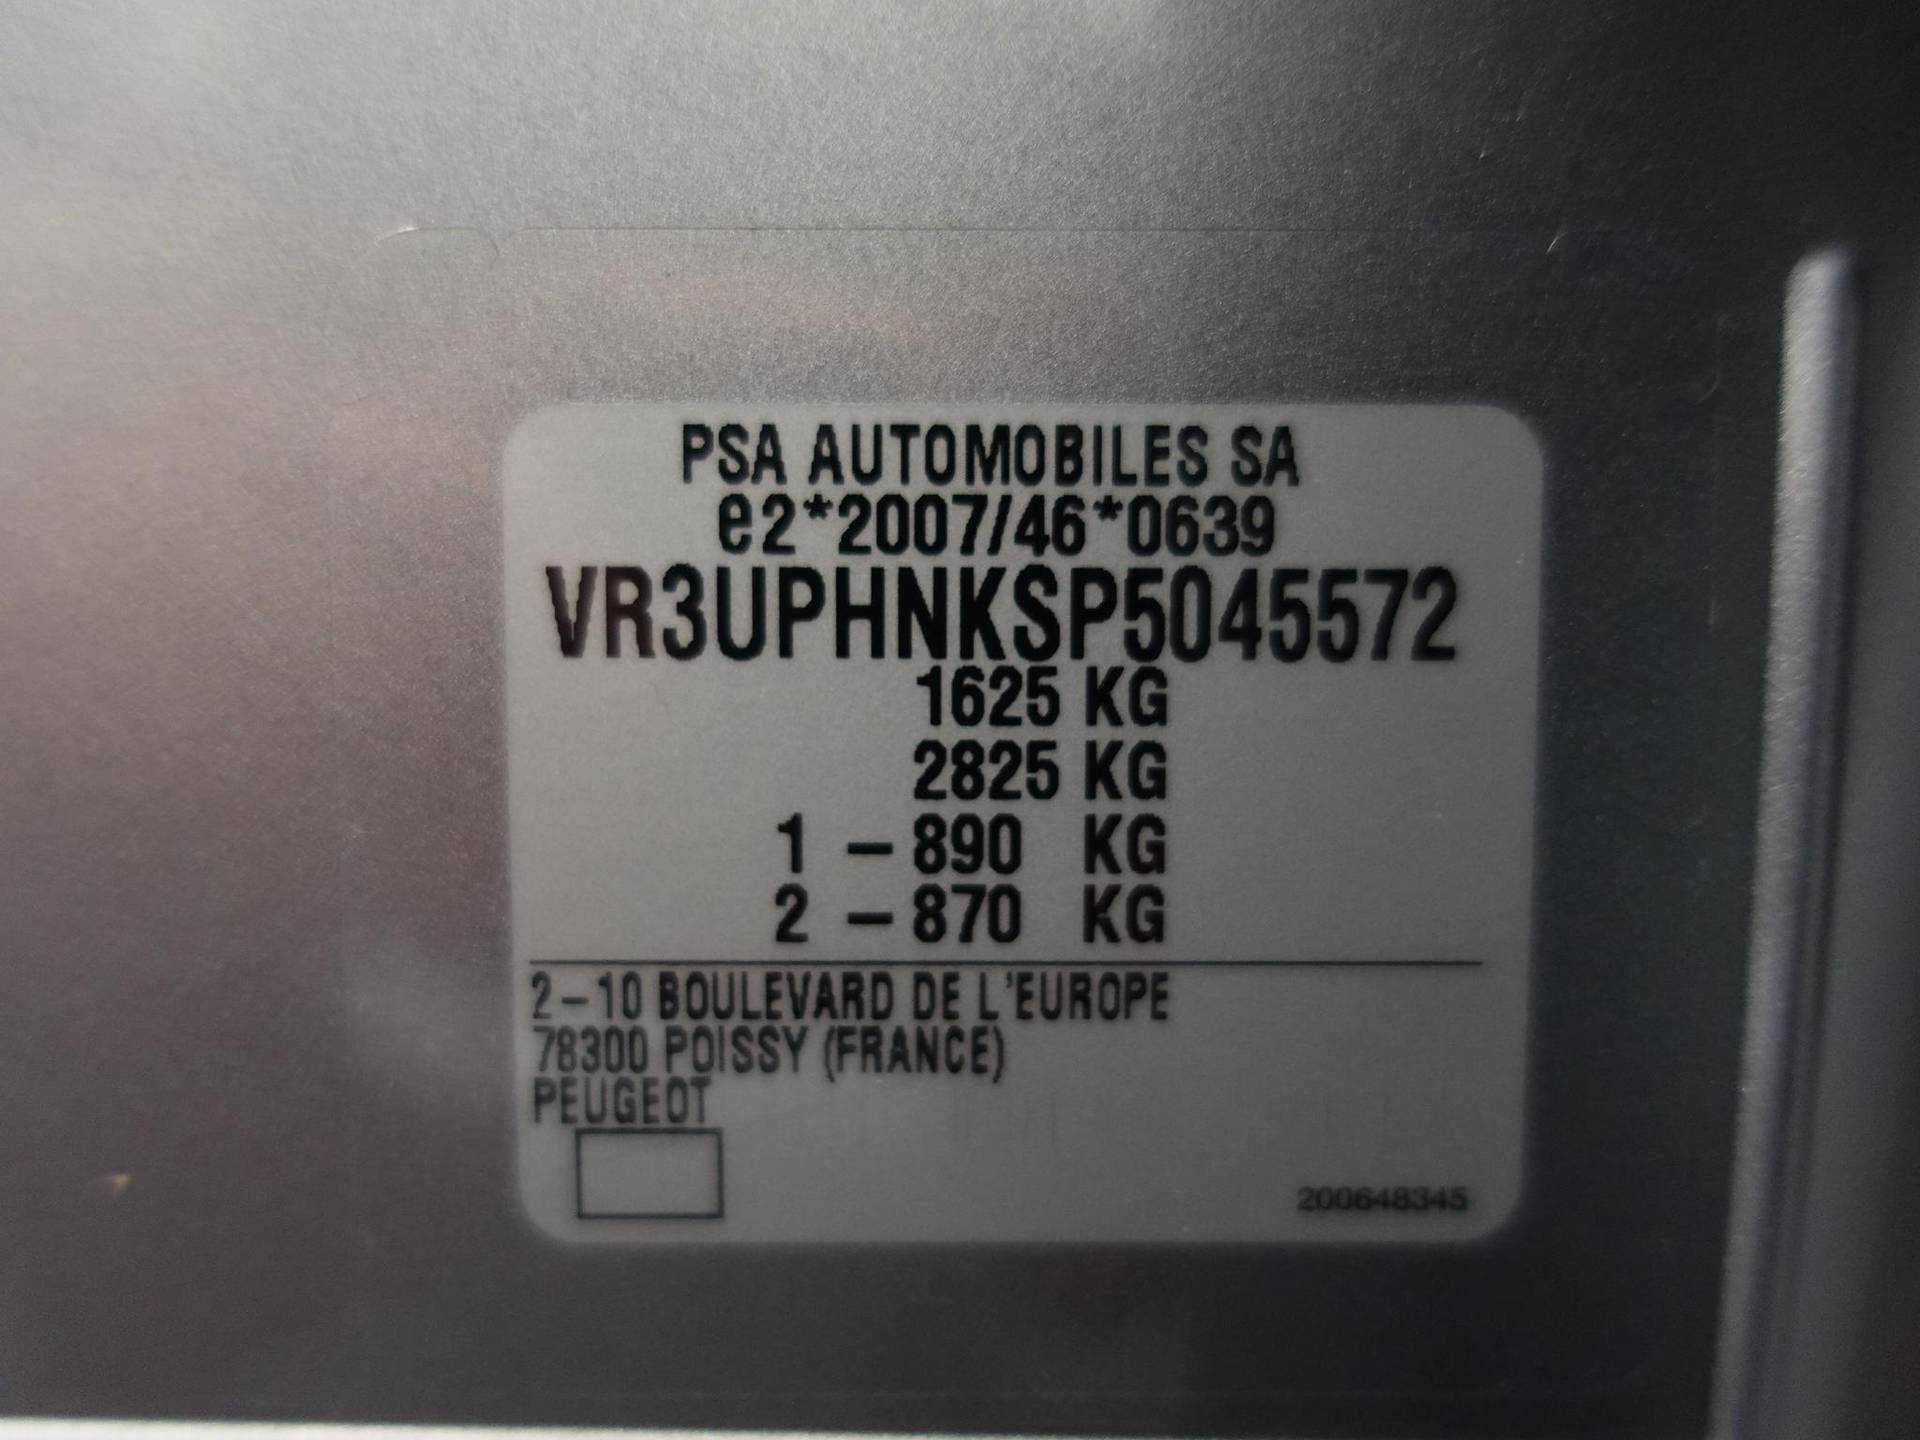 PSA AUTOMOBILES SA
e2*2007/46*0639
VR3UPHNKSP5045572
1625 KG
2825 KG
1 – 890 KG
2 – 870 KG
2–10 BOULEVARD DE L'EUROPE
78300 POISSY (FRANCE)
PEUGEOT
200648345